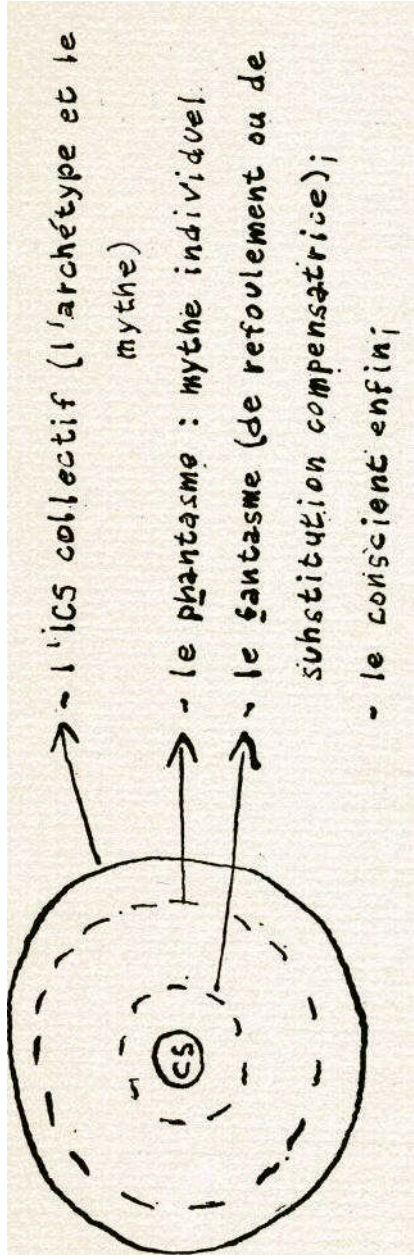 - l'ICS collectif (l'archétype et le
mythe)
- le phantasme : mythe individuel
- le fantasme (de refoulement ou de
substitution compensatrice);
- le conscient enfin;
CS